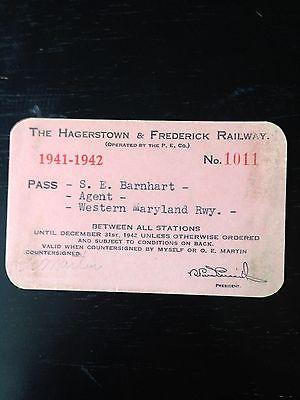 THE HAGERSTOWN & FREDERICK RAILWAY.
(OPERATED BY THE P. E. CO.)
1941-1942 No. 1011
PASS - S. E. Barnhart -
- Agent -
- Western Maryland Rwy. -
BETWEEN ALL STATIONS
UNTIL DECEMBER 31ST, 1942 UNLESS OTHERWISE ORDERED
AND SUBJECT TO CONDITIONS ON BACK.
VALID WHEN COUNTERSIGNED BY MYSELF OR O. E. MARTIN
COUNTERSIGNED:
PRESIDENT.